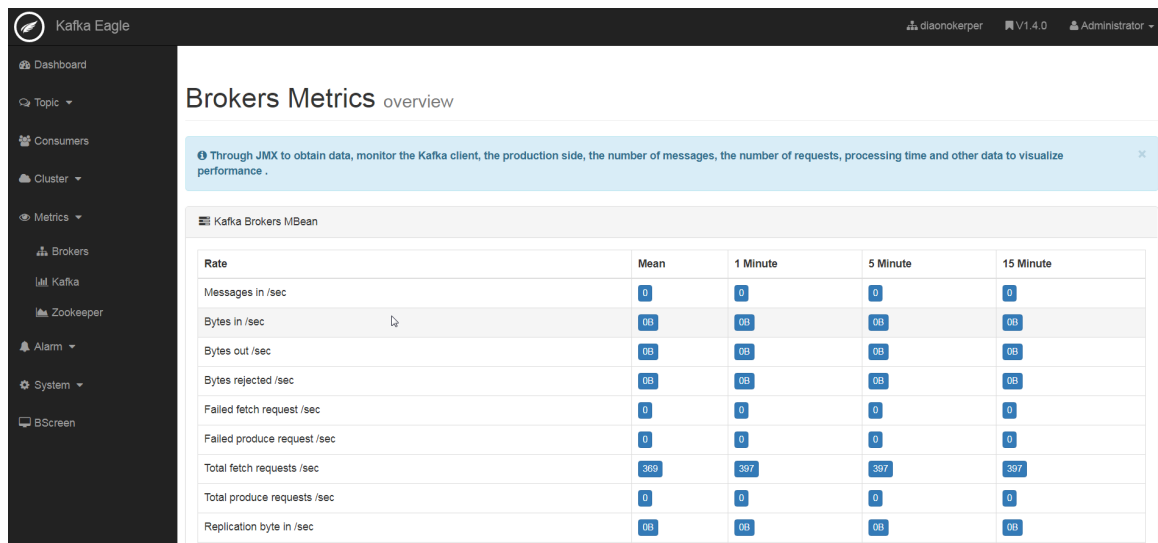 Kafka Eagle
diaonokerper V1.4.0 Administrator
Dashboard
Topic
Consumers
Cluster
Metrics
Brokers
Kafka
Zookeeper
Alarm
System
BScreen
Brokers Metrics overview
Through JMX to obtain data, monitor the Kafka client, the production side, the number of messages, the number of requests, processing time and other data to visualize
performance .
×
Kafka Brokers MBean
Rate Mean 1 Minute 5 Minute 15 Minute
Messages in /sec 0 0 0 0
Bytes in /sec 0B 0B 0B 0B
Bytes out /sec 0B 0B 0B 0B
Bytes rejected /sec 0B 0B 0B 0B
Failed fetch request /sec 0 0 0 0
Failed produce request /sec 0 0 0 0
Total fetch requests /sec 369 397 397 397
Total produce requests /sec 0 0 0 0
Replication byte in /sec 0B 0B 0B 0B